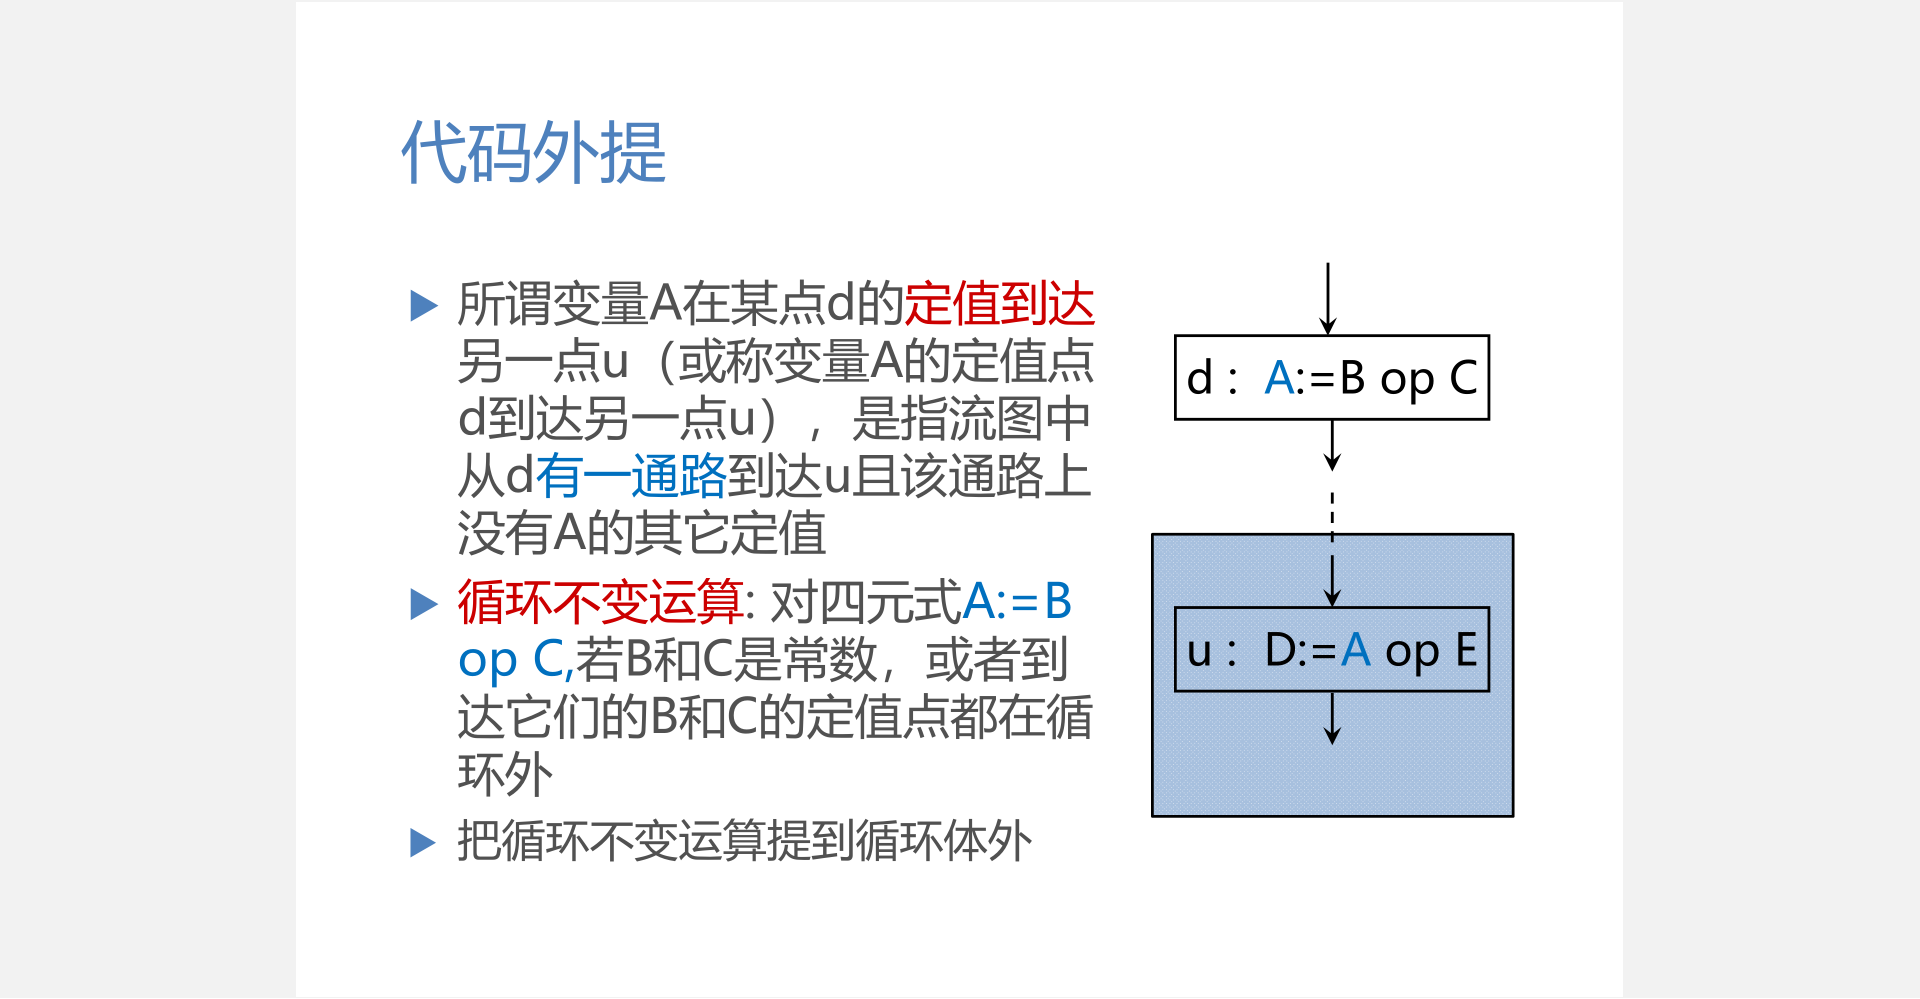 代码外提
所谓变量A在某点d的定值到达
另一点u（或称变量A的定值点
d到达另一点u），是指流图中
从d有一通路到达u且该通路上
没有A的其它定值
循环不变运算: 对四元式A:=B
op C,若B和C是常数，或者到
达它们的B和C的定值点都在循
环外
把循环不变运算提到循环体外
d：A:=B op C
u：D:=A op E